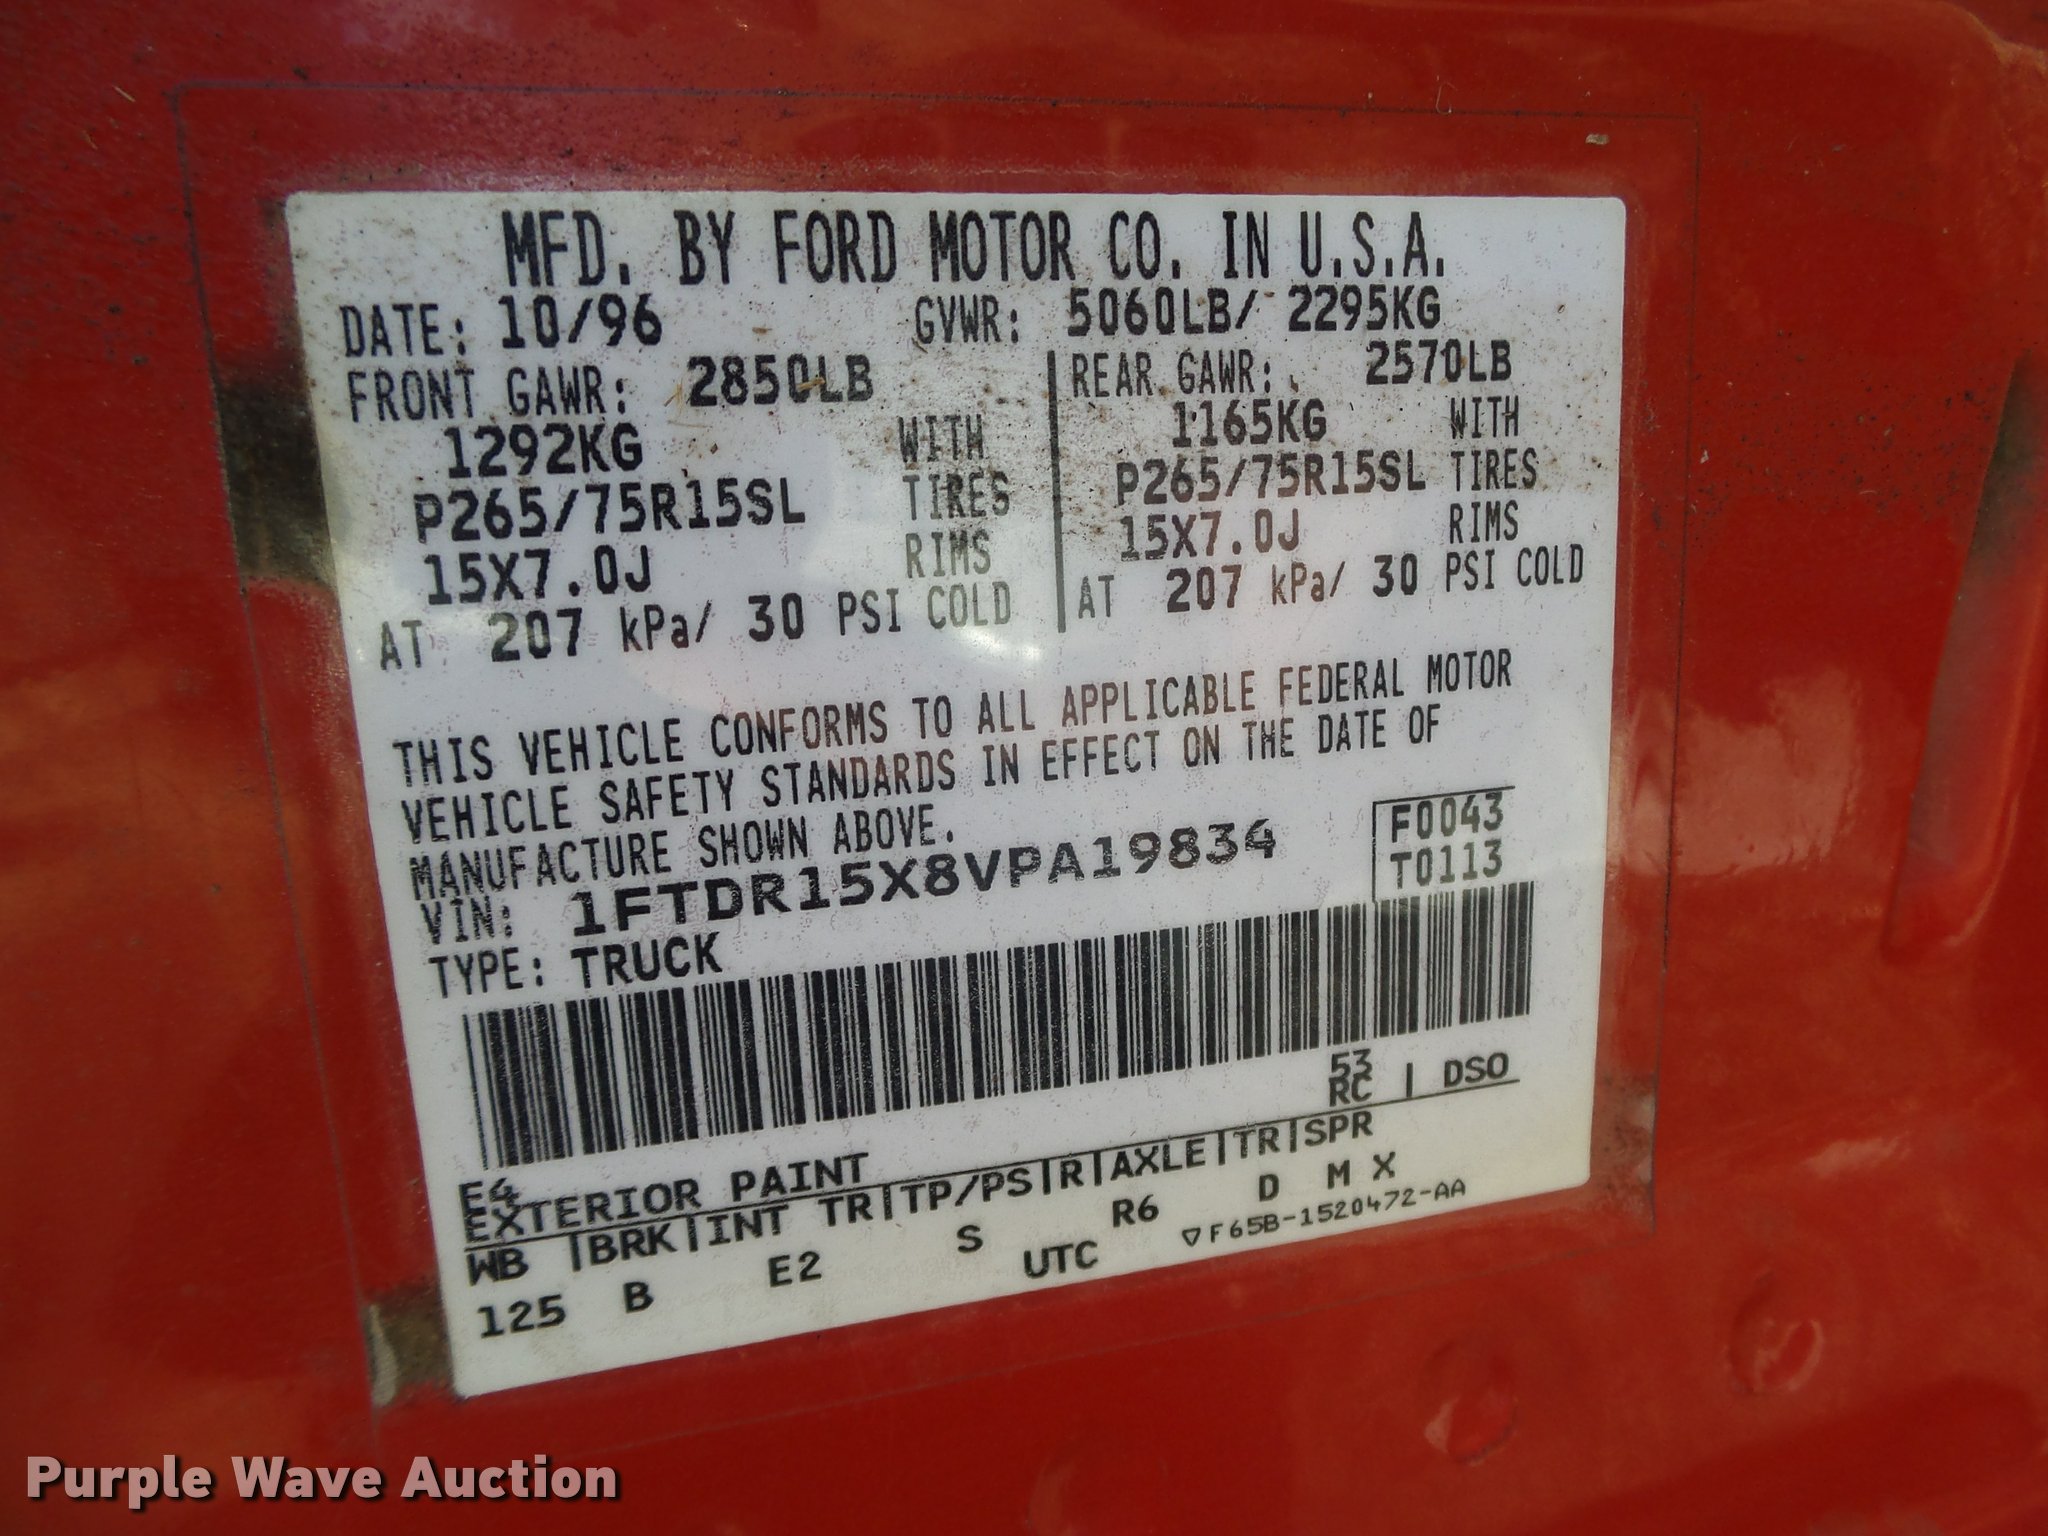 MFD. BY FORD MOTOR CO. IN U.S.A.
DATE: 10/96 GVWR: 5060LB/ 2295KG
FRONT GAWR: 2850LB REAR GAWR: 2570LB
1292KG WITH 1165KG WITH
P265/75R15SL TIRES P265/75R15SL TIRES
15X7.0J RIMS 15X7.0J RIMS
AT 207 kPa/ 30 PSI COLD AT 207 kPa/ 30 PSI COLD
THIS VEHICLE CONFORMS TO ALL APPLICABLE FEDERAL MOTOR
VEHICLE SAFETY STANDARDS IN EFFECT ON THE DATE OF
MANUFACTURE SHOWN ABOVE.
F0043
VIN: 1FTDR15X8VPA19834
T0113
TYPE: TRUCK
E4 53
EXTERIOR PAINT RC | DSO
WB |BRK|INT TR|TP/PS|R|AXLE|TR|SPR
125 B E2 S R6 D M X
UTC ▽F65B-1520472-AA
Purple Wave Auction